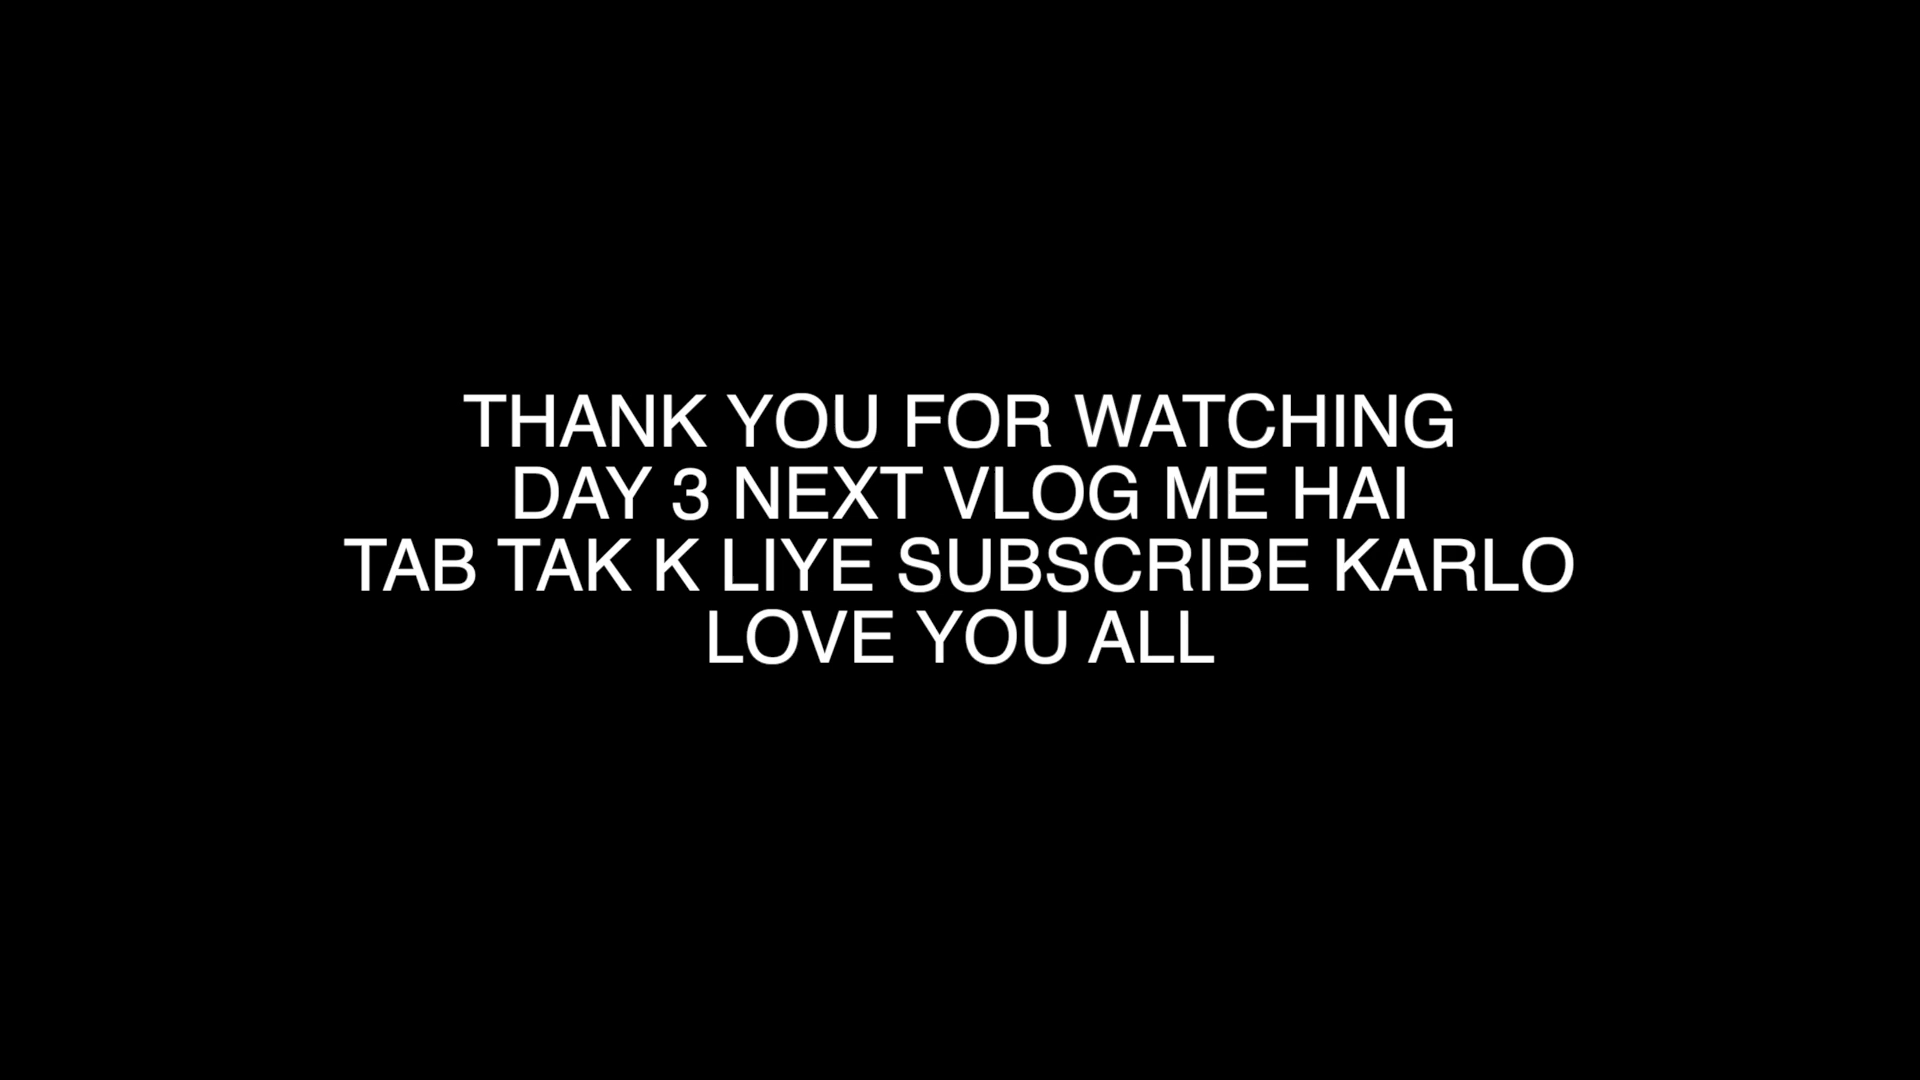 THANK YOU FOR WATCHING
DAY 3 NEXT VLOG ME HAI
TAB TAK K LIYE SUBSCRIBE KARLO
LOVE YOU ALL